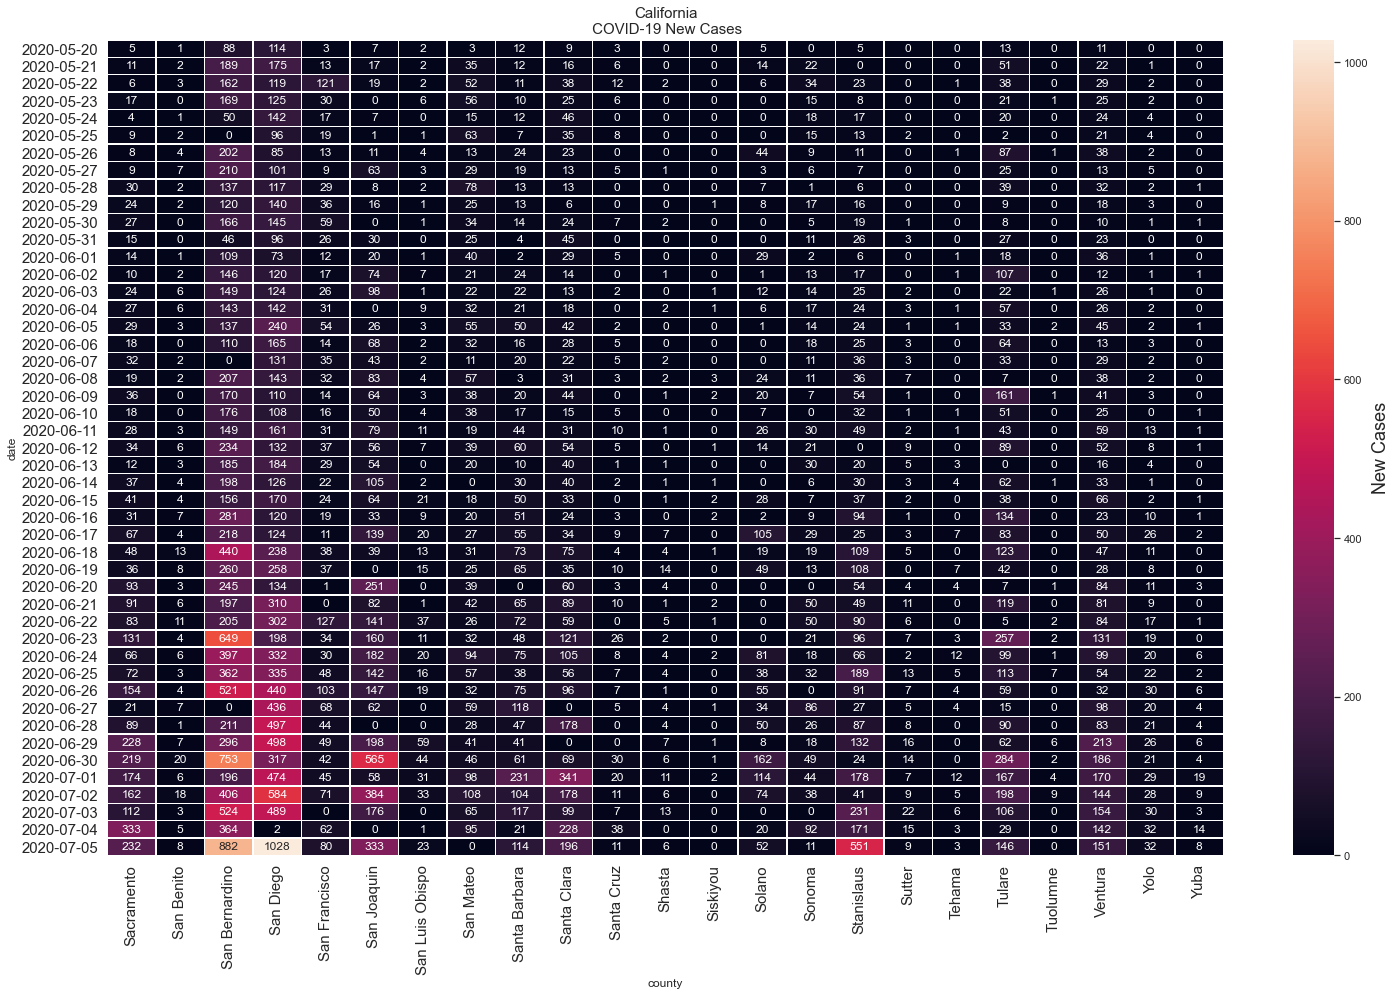 California
COVID-19 New Cases
2020-05-20 5 1 88 114 3 7 2 3 12 9 3 0 0 5 0 5 0 0 13 0 11 0 0
2020-05-21 11 2 189 175 13 17 2 35 12 16 6 0 0 14 22 0 0 0 51 0 22 1 0
2020-05-22 6 3 162 119 121 19 2 52 11 38 12 2 0 6 34 23 0 1 38 0 29 2 0
2020-05-23 17 0 169 125 30 0 6 56 10 25 6 0 0 0 15 8 0 0 21 1 25 2 0
2020-05-24 4 1 50 142 17 7 0 15 12 46 0 0 0 0 18 17 0 0 20 0 24 4 0
2020-05-25 9 2 0 96 19 1 1 63 7 35 8 0 0 0 15 13 2 0 2 0 21 4 0
2020-05-26 8 4 202 85 13 11 4 13 24 23 0 0 0 44 9 11 0 1 87 1 38 2 0
2020-05-27 9 7 210 101 9 63 3 29 19 13 5 1 0 3 6 7 0 0 25 0 13 5 0
2020-05-28 30 2 137 117 29 8 2 78 13 13 0 0 0 7 1 6 0 0 39 0 32 2 1
2020-05-29 24 2 120 140 36 16 1 25 13 6 0 0 1 8 17 16 0 0 9 0 18 3 0
2020-05-30 27 0 166 145 59 0 1 34 14 24 7 2 0 0 5 19 1 0 8 0 10 1 1
2020-05-31 15 0 46 96 26 30 0 25 4 45 0 0 0 0 11 26 3 0 27 0 23 0 0
2020-06-01 14 1 109 73 12 20 1 40 2 29 5 0 0 29 2 6 0 1 18 0 36 1 0
2020-06-02 10 2 146 120 17 74 7 21 24 14 0 1 0 1 13 17 0 1 107 0 12 1 1
2020-06-03 24 6 149 124 26 98 1 22 22 13 2 0 1 12 14 25 2 0 22 1 26 1 0
2020-06-04 27 6 143 142 31 0 9 32 21 18 0 2 1 6 17 24 3 1 57 0 26 2 0
2020-06-05 29 3 137 240 54 26 3 55 50 42 2 0 0 1 14 24 1 1 33 2 45 2 1
2020-06-06 18 0 110 165 14 68 2 32 16 28 5 0 0 0 18 25 3 0 64 0 13 3 0
2020-06-07 32 2 0 131 35 43 2 11 20 22 5 2 0 0 11 36 3 0 33 0 29 2 0
2020-06-08 19 2 207 143 32 83 4 57 3 31 3 2 3 24 11 36 7 0 7 0 38 2 0
2020-06-09 36 0 170 110 14 64 3 38 20 44 0 1 2 20 7 54 1 0 161 1 41 3 0
2020-06-10 18 0 176 108 16 50 4 38 17 15 5 0 0 7 0 32 1 1 51 0 25 0 1
2020-06-11 28 3 149 161 31 79 11 19 44 31 10 1 0 26 30 49 2 1 43 0 59 13 1
2020-06-12 34 6 234 132 37 56 7 39 60 54 5 0 1 14 21 0 9 0 89 0 52 8 1
2020-06-13 12 3 185 184 29 54 0 20 10 40 1 1 0 0 30 20 5 3 0 0 16 4 0
2020-06-14 37 4 198 126 22 105 2 0 30 40 2 1 1 0 6 30 3 4 62 1 33 1 0
2020-06-15 41 4 156 170 24 64 21 18 50 33 0 1 2 28 7 37 2 0 38 0 66 2 1
2020-06-16 31 7 281 120 19 33 9 20 51 24 3 0 2 2 9 94 1 0 134 0 23 10 1
2020-06-17 67 4 218 124 11 139 20 27 55 34 9 7 0 105 29 25 3 7 83 0 50 26 2
2020-06-18 48 13 440 238 38 39 13 31 73 75 4 4 1 19 19 109 5 0 123 0 47 11 0
2020-06-19 36 8 260 258 37 0 15 25 65 35 10 14 0 49 13 108 0 7 42 0 28 8 0
2020-06-20 93 3 245 134 1 251 0 39 0 60 3 4 0 0 0 54 4 4 7 1 84 11 3
2020-06-21 91 6 197 310 0 82 1 42 65 89 10 1 2 0 50 49 11 0 119 0 81 9 0
2020-06-22 83 11 205 302 127 141 37 26 72 59 0 5 1 0 50 90 6 0 5 2 84 17 1
2020-06-23 131 4 649 198 34 160 11 32 48 121 26 2 0 0 21 96 7 3 257 2 131 19 0
2020-06-24 66 6 397 332 30 182 20 94 75 105 8 4 2 81 18 66 2 12 99 1 99 20 6
2020-06-25 72 3 362 335 48 142 16 57 38 56 7 4 0 38 32 189 13 5 113 7 54 22 2
2020-06-26 154 4 521 440 103 147 19 32 75 96 7 1 0 55 0 91 7 4 59 0 32 30 6
2020-06-27 21 7 0 436 68 62 0 59 118 0 5 4 1 34 86 27 5 4 15 0 98 20 4
2020-06-28 89 1 211 497 44 0 0 28 47 178 0 4 0 50 26 87 8 0 90 0 83 21 4
2020-06-29 228 7 296 498 49 198 59 41 41 0 0 7 1 8 18 132 16 0 62 6 213 26 6
2020-06-30 219 20 753 317 42 565 44 46 61 69 30 6 1 162 49 24 14 0 284 2 186 21 4
2020-07-01 174 6 196 474 45 58 31 98 231 341 20 11 2 114 44 178 7 12 167 4 170 29 19
2020-07-02 162 18 406 584 71 384 33 108 104 178 11 6 0 74 38 41 9 5 198 9 144 28 9
2020-07-03 112 3 524 489 0 176 0 65 117 99 7 13 0 0 0 231 22 6 106 0 154 30 3
2020-07-04 333 5 364 2 62 0 1 95 21 228 38 0 0 20 92 171 15 3 29 0 142 32 14
2020-07-05 232 8 882 1028 80 333 23 0 114 196 11 6 0 52 11 551 9 3 146 0 151 32 8
date
Sacramento
San Benito
San Bernardino
San Diego
San Francisco
San Joaquin
San Luis Obispo
San Mateo
Santa Barbara
Santa Clara
Santa Cruz
Shasta
Siskiyou
Solano
Sonoma
Stanislaus
Sutter
Tehama
Tulare
Tuolumne
Ventura
Yolo
Yuba
county
1000
800
600
400
200
0
New Cases